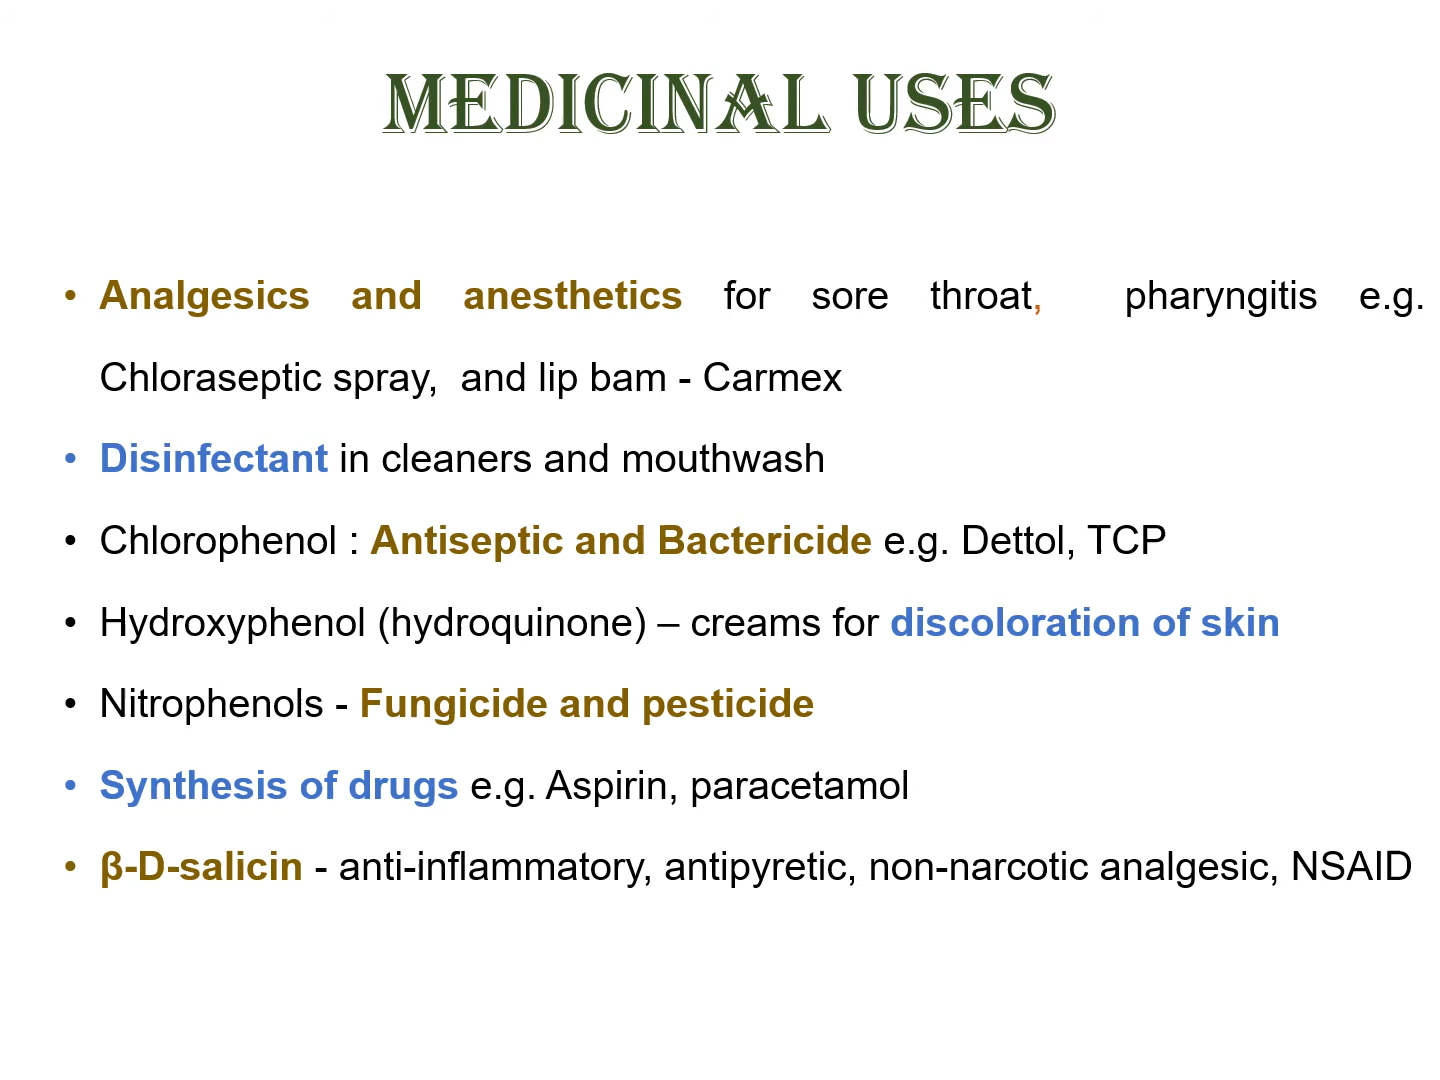 MEDICINAL USES
• Analgesics and anesthetics for sore throat, pharyngitis e.g.
Chloraseptic spray, and lip bam - Carmex
• Disinfectant in cleaners and mouthwash
• Chlorophenol : Antiseptic and Bactericide e.g. Dettol, TCP
• Hydroxyphenol (hydroquinone) – creams for discoloration of skin
• Nitrophenols - Fungicide and pesticide
• Synthesis of drugs e.g. Aspirin, paracetamol
• β-D-salicin - anti-inflammatory, antipyretic, non-narcotic analgesic, NSAID